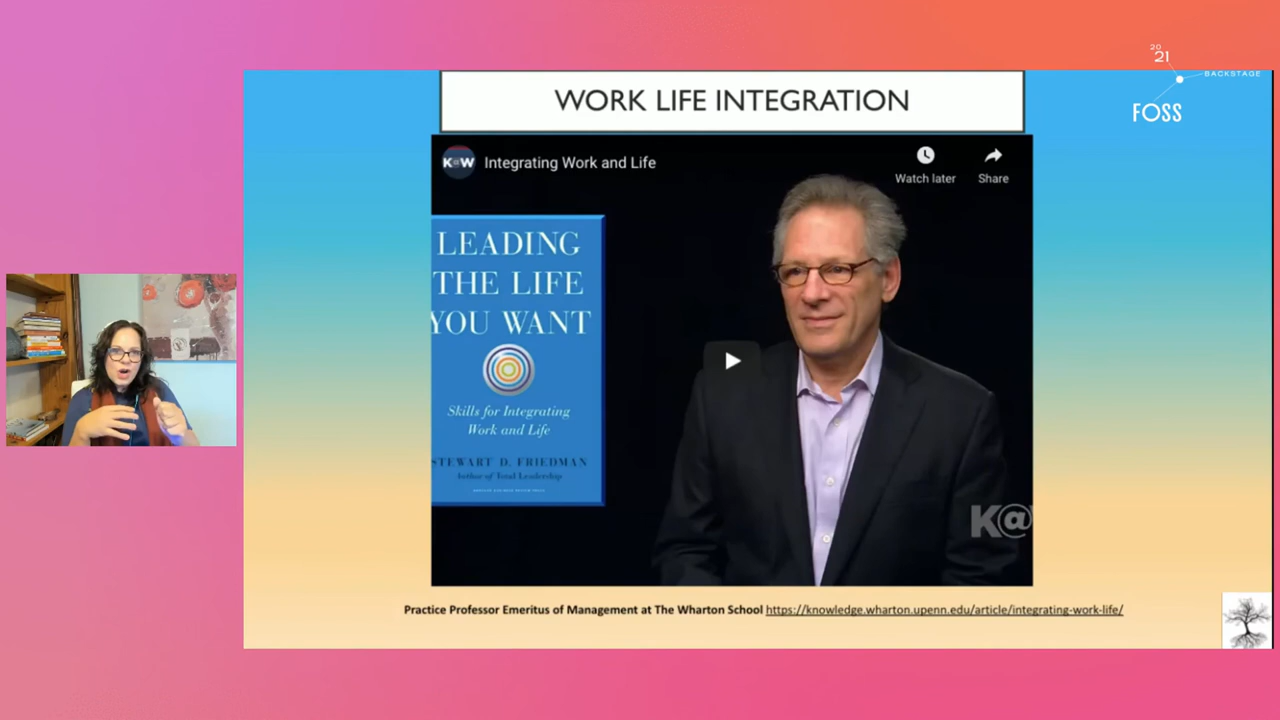 20
21
BACKSTAGE
FOSS
WORK LIFE INTEGRATION
K@W
Integrating Work and Life
Watch later
Share
LEADING
THE LIFE
YOU WANT
Skills for Integrating
Work and Life
STEWART D. FRIEDMAN
Author of Total Leadership
K@
Practice Professor Emeritus of Management at The Wharton School https://knowledge.wharton.upenn.edu/article/integrating-work-life/